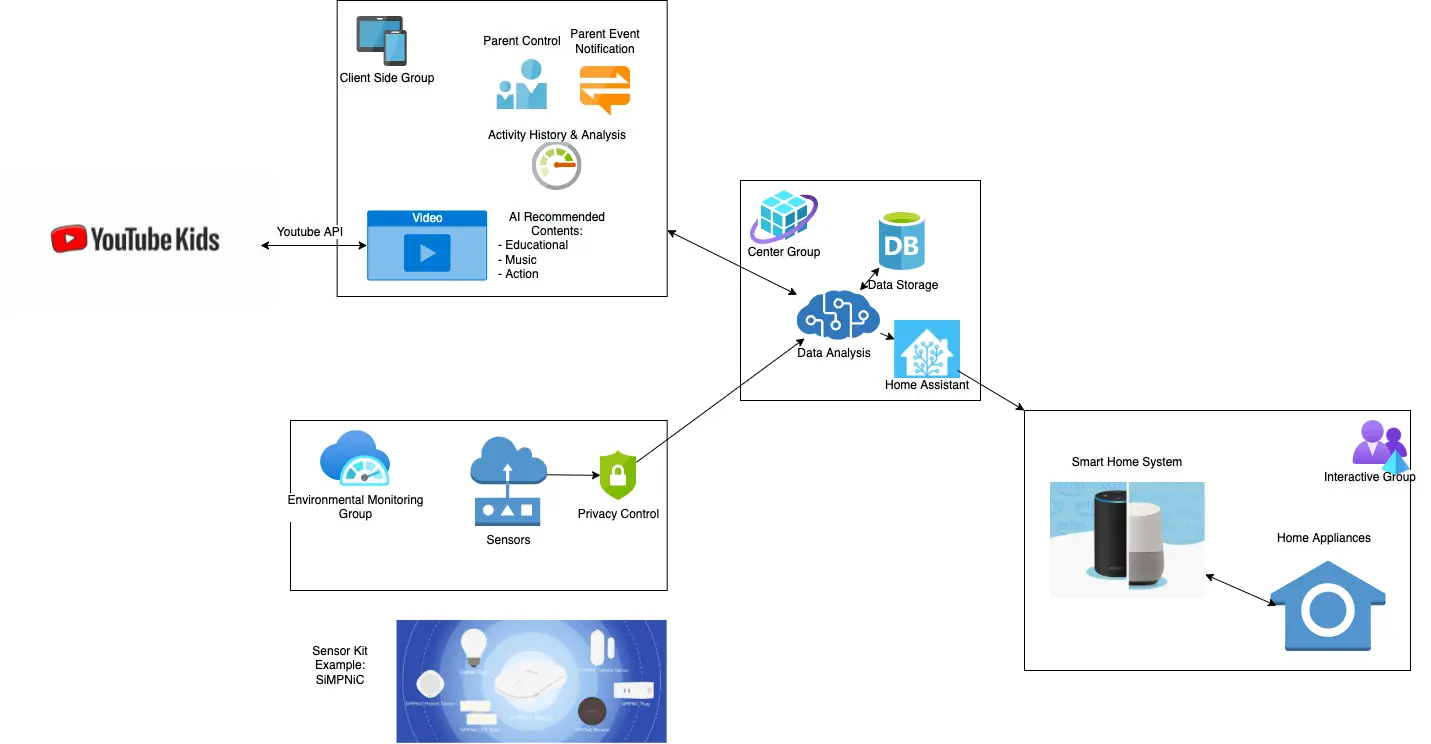 Client Side Group
Parent Control
Parent Event
Notification
Activity History & Analysis
YouTube Kids
Youtube API
Video
AI Recommended
Contents:
- Educational
- Music
- Action
Center Group
DB
Data Storage
Data Analysis
Home Assistant
Environmental Monitoring
Group
Sensors
Privacy Control
Smart Home System
Interactive Group
Home Appliances
Sensor Kit
Example:
SiMPNiC